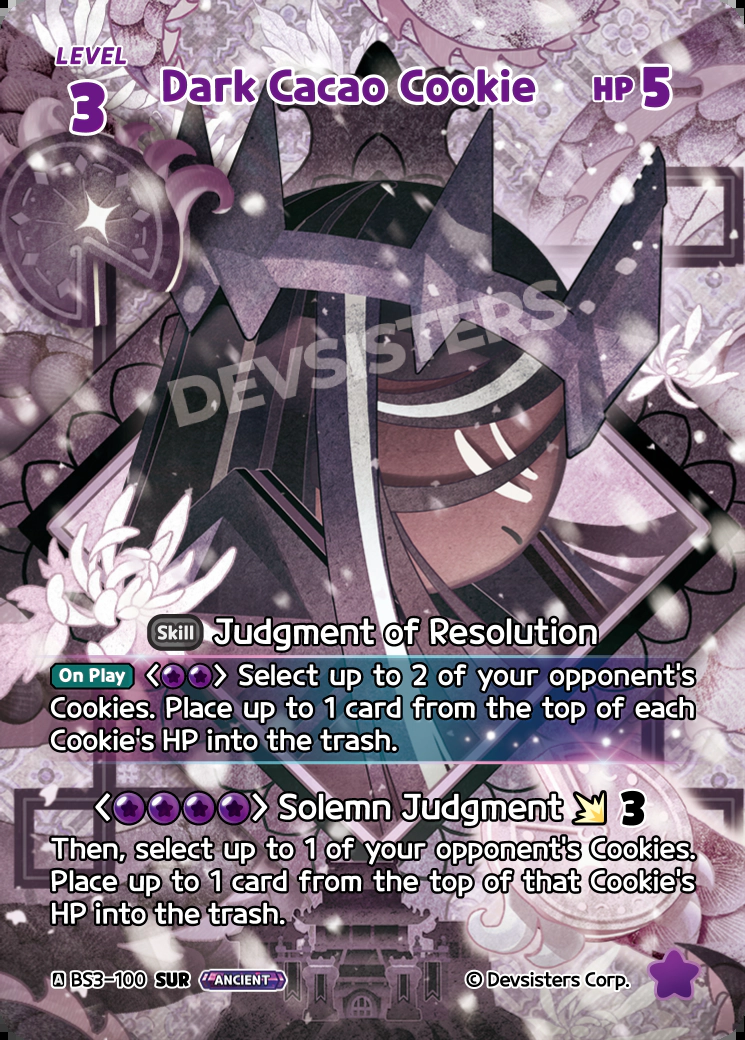 LEVEL
3
Dark Cacao Cookie
HP 5
DEVSISTERS
Skill Judgment of Resolution
On Play < > Select up to 2 of your opponent's
Cookies. Place up to 1 card from the top of each
Cookie's HP into the trash.
< > Solemn Judgment 3
Then, select up to 1 of your opponent's Cookies.
Place up to 1 card from the top of that Cookie's
HP into the trash.
A BS3-100 SUR ANCIENT
© Devsisters Corp.